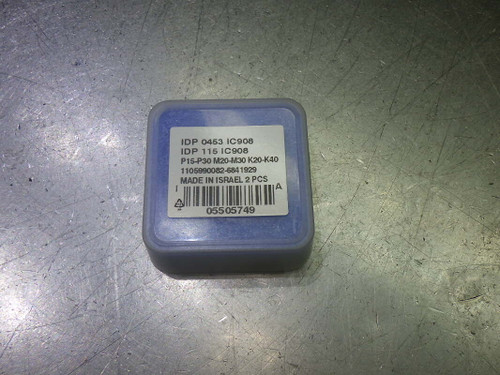 IDP 0453 IC908
IDP 115 IC908
P15-P30 M20-M30 K20-K40
1105990082-6841929
MADE IN ISRAEL 2 PCS
I A
05505749